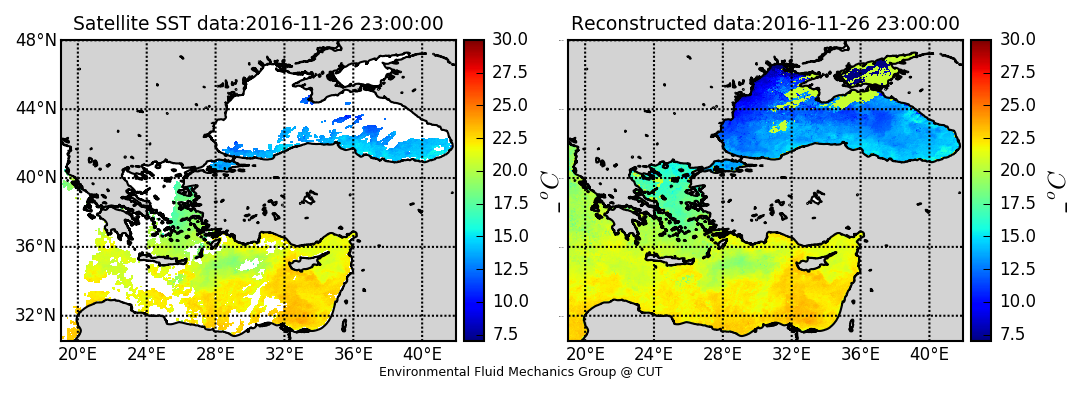 Satellite SST data:2016-11-26 23:00:00
48°N
44°N
40°N
36°N
32°N
20°E 24°E 28°E 32°E 36°E 40°E
30.0
27.5
25.0
22.5
20.0
17.5
15.0
12.5
10.0
7.5
_°C
Reconstructed data:2016-11-26 23:00:00
20°E 24°E 28°E 32°E 36°E 40°E
30.0
27.5
25.0
22.5
20.0
17.5
15.0
12.5
10.0
7.5
_°C
Environmental Fluid Mechanics Group @ CUT